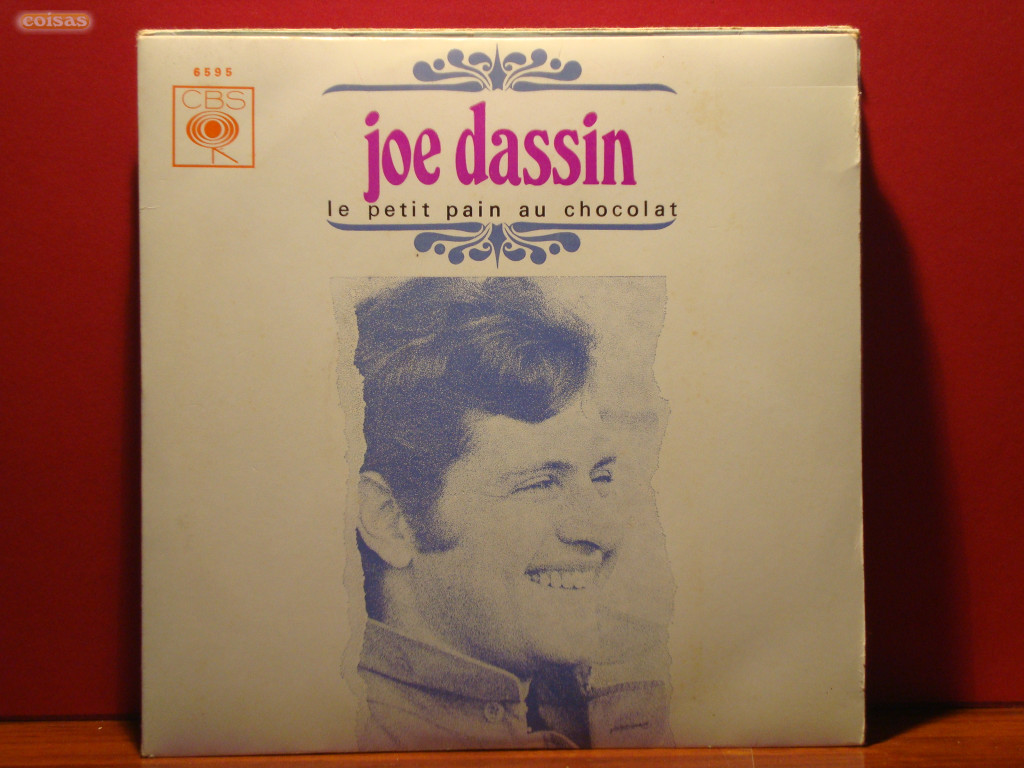 coisas
6595
CBS
joe dassin
le petit pain au chocolat